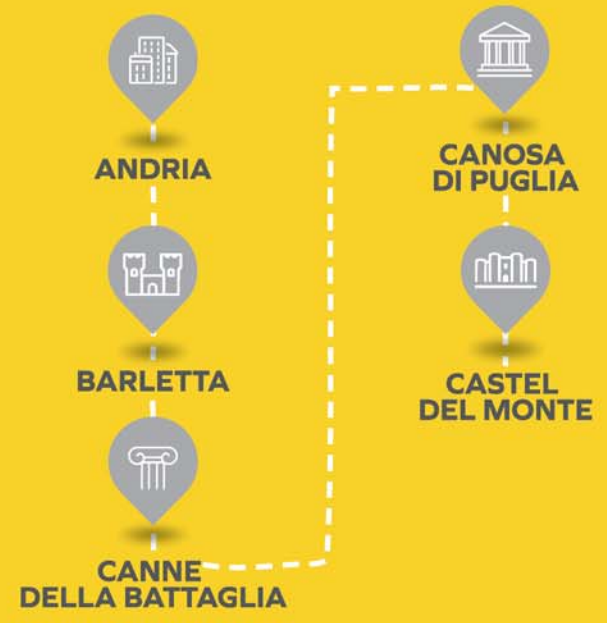 ANDRIA
BARLETTA
CANNE
DELLA BATTAGLIA
CANOSA
DI PUGLIA
CASTEL
DEL MONTE